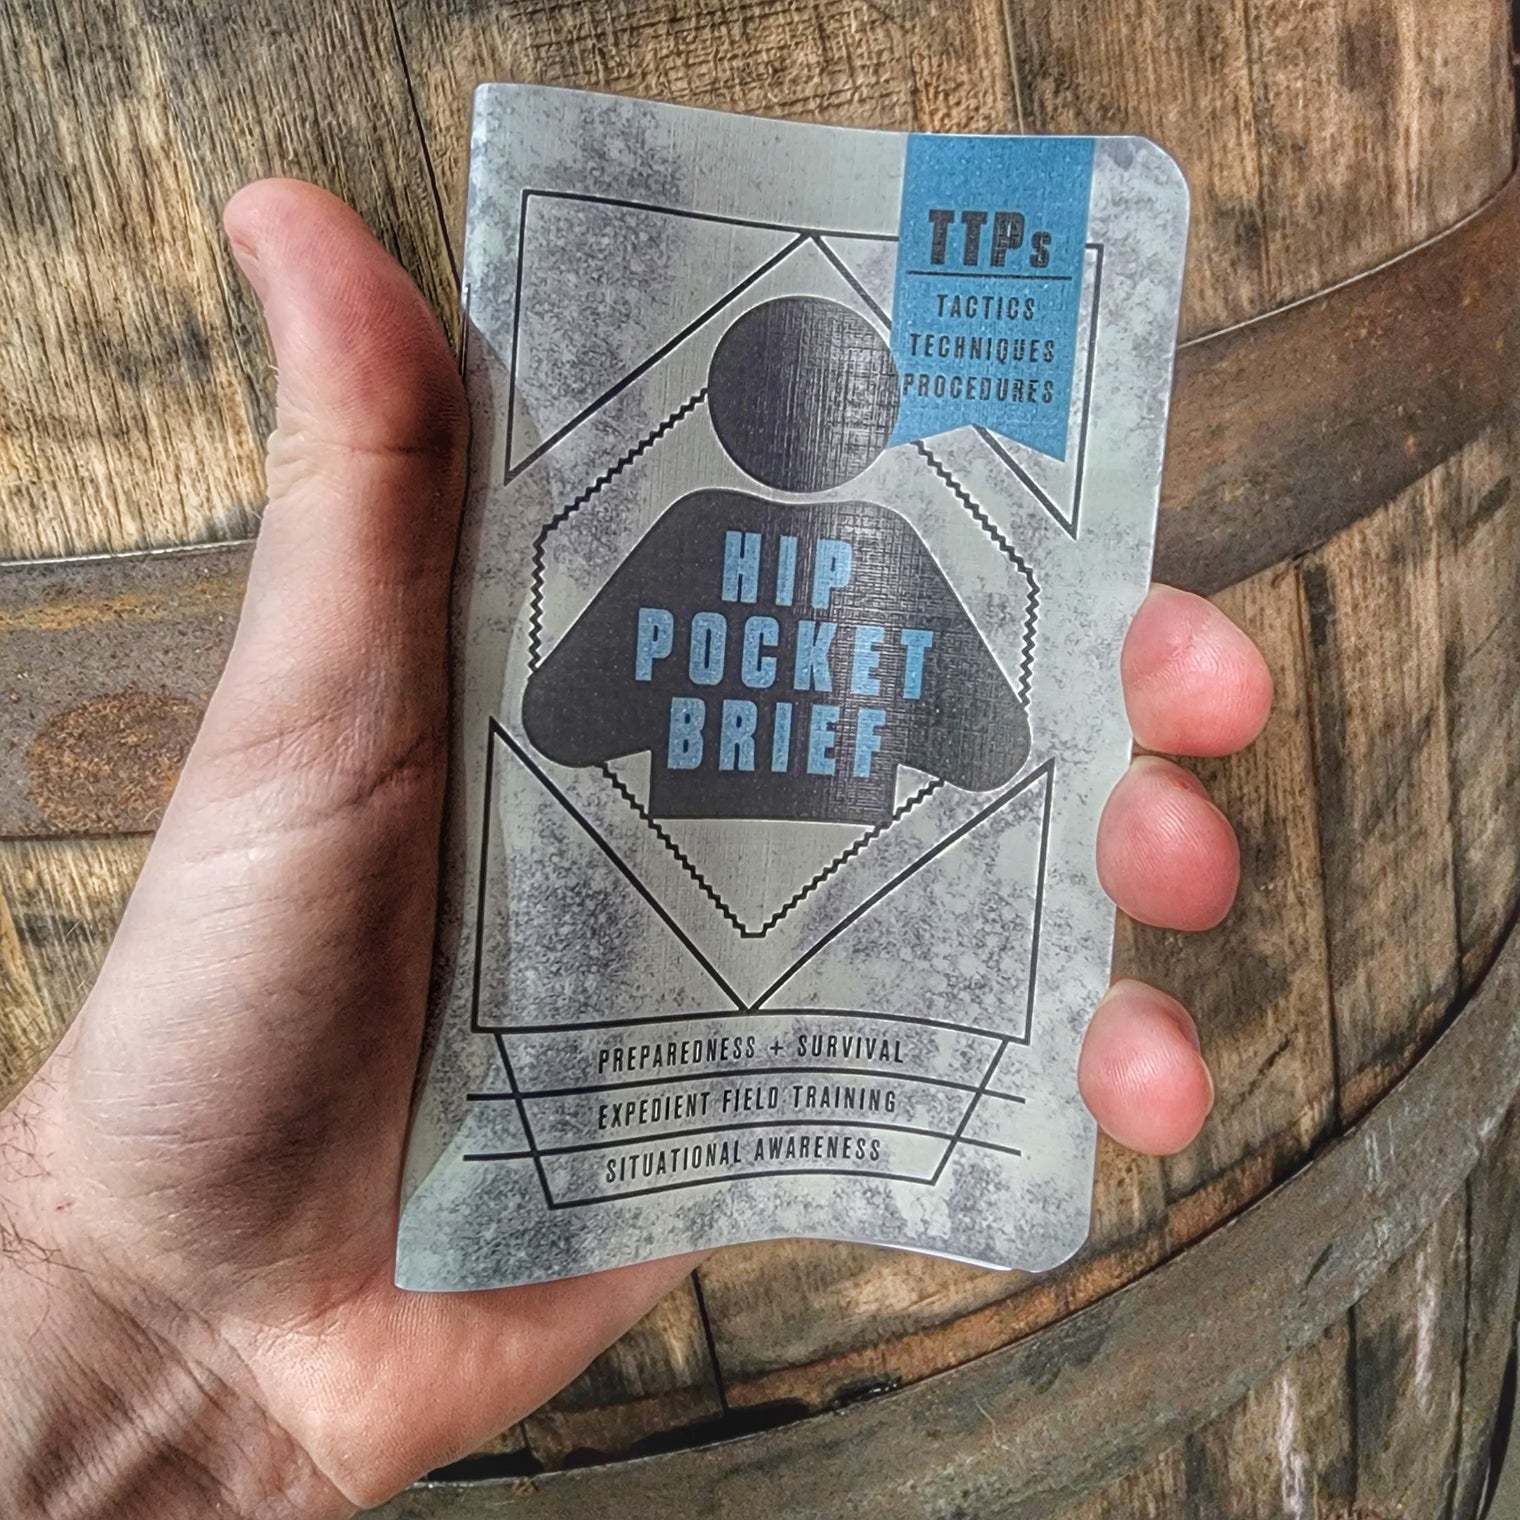 TTPs
TACTICS
TECHNIQUES
PROCEDURES
HIP
POCKET
BRIEF
PREPAREDNESS + SURVIVAL
EXPEDIENT FIELD TRAINING
SITUATIONAL AWARENESS